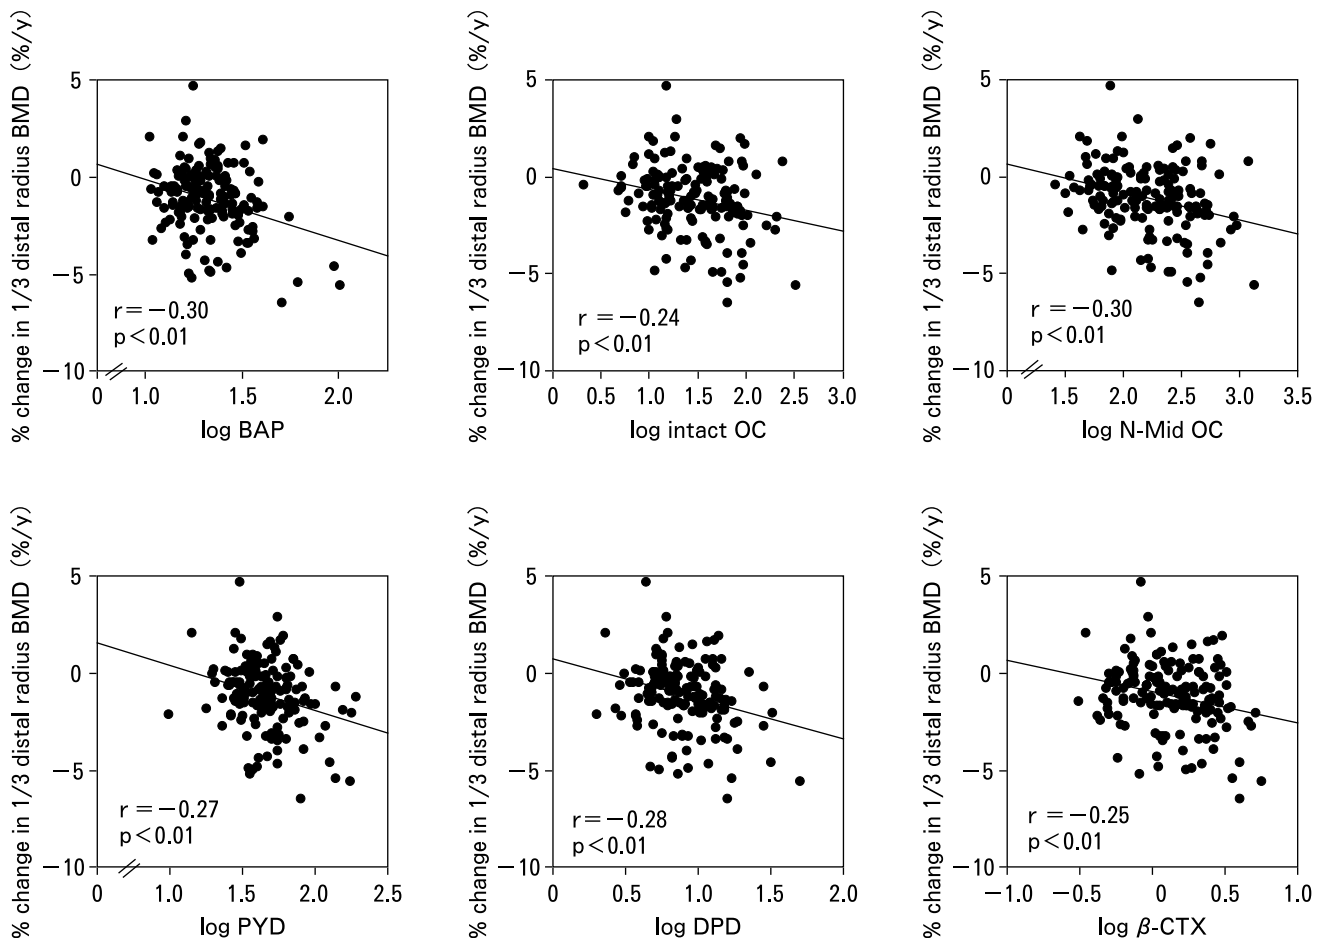 % change in 1/3 distal radius BMD (%/y)
5
0
−5
−10
r=−0.30
p<0.01
0 1.0 1.5 2.0
log BAP
% change in 1/3 distal radius BMD (%/y)
5
0
−5
−10
r =−0.24
p<0.01
0 0.5 1.0 1.5 2.0 2.5 3.0
log intact OC
% change in 1/3 distal radius BMD (%/y)
5
0
−5
−10
r=−0.30
p<0.01
0 1.5 2.0 2.5 3.0 3.5
log N-Mid OC
% change in 1/3 distal radius BMD (%/y)
5
0
−5
−10
r =−0.27
p<0.01
0 1.0 1.5 2.0 2.5
log PYD
% change in 1/3 distal radius BMD (%/y)
5
0
−5
−10
r=−0.28
p<0.01
0 0.5 1.0 1.5 2.0
log DPD
% change in 1/3 distal radius BMD (%/y)
5
0
−5
−10
r=−0.25
p<0.01
−1.0 −0.5 0 0.5 1.0
log β-CTX